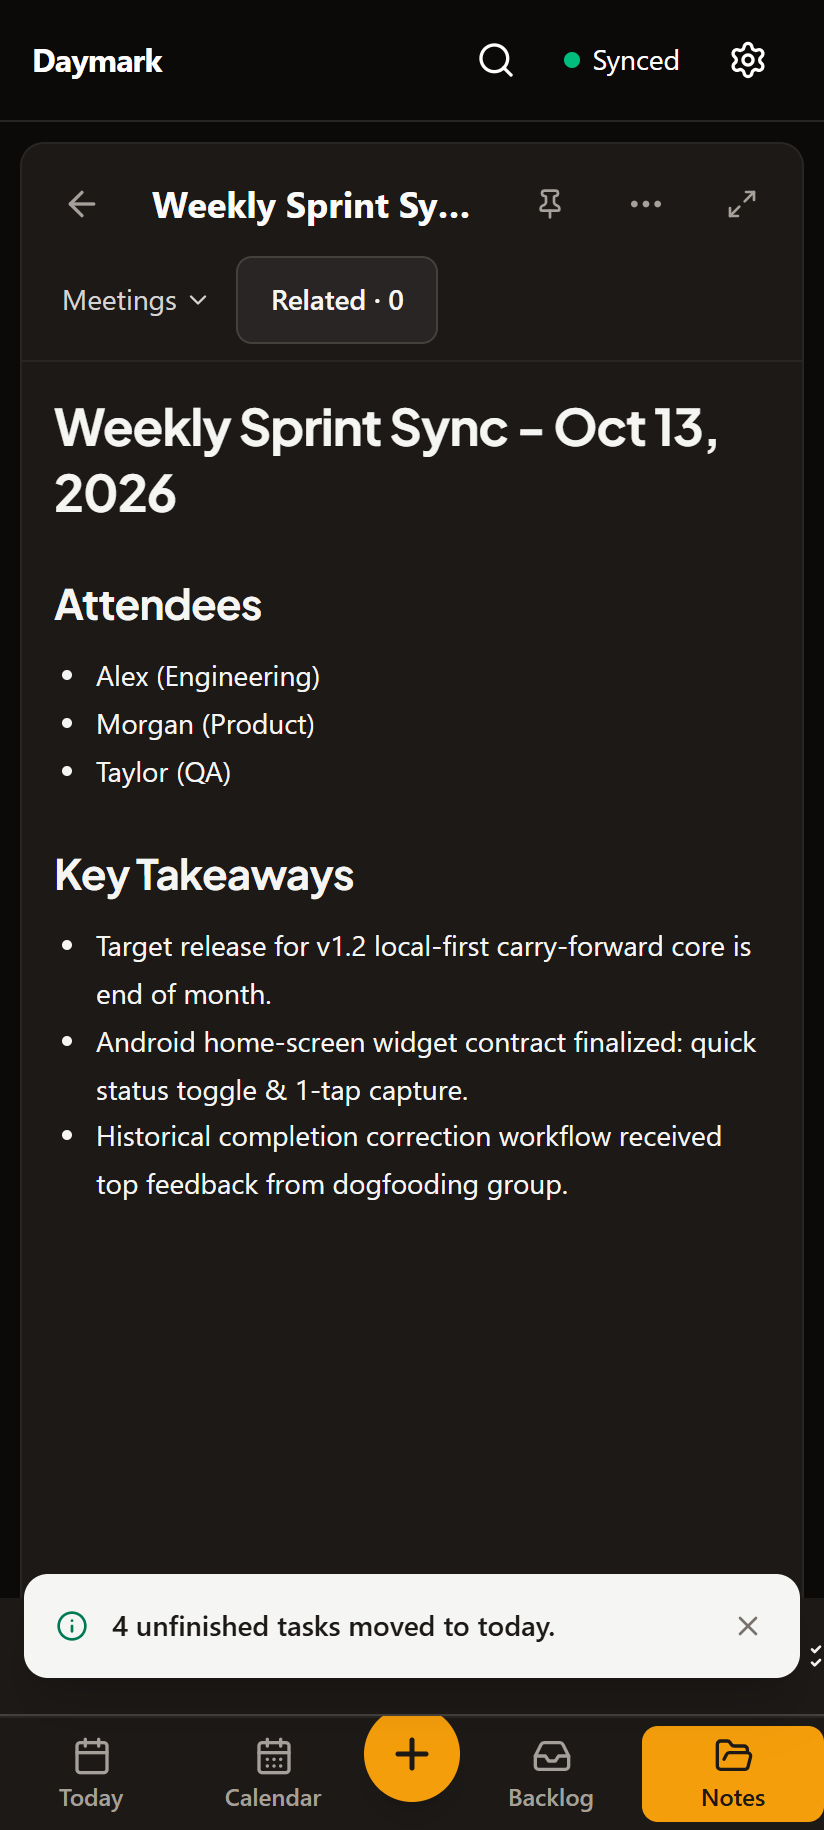 Daymark
Synced
Weekly Sprint Sy...
Meetings
Related · 0
Weekly Sprint Sync – Oct 13,
2026
Attendees
• Alex (Engineering)
• Morgan (Product)
• Taylor (QA)
Key Takeaways
• Target release for v1.2 local-first carry-forward core is
end of month.
• Android home-screen widget contract finalized: quick
status toggle & 1-tap capture.
• Historical completion correction workflow received
top feedback from dogfooding group.
4 unfinished tasks moved to today.
Today
Calendar
Backlog
Notes